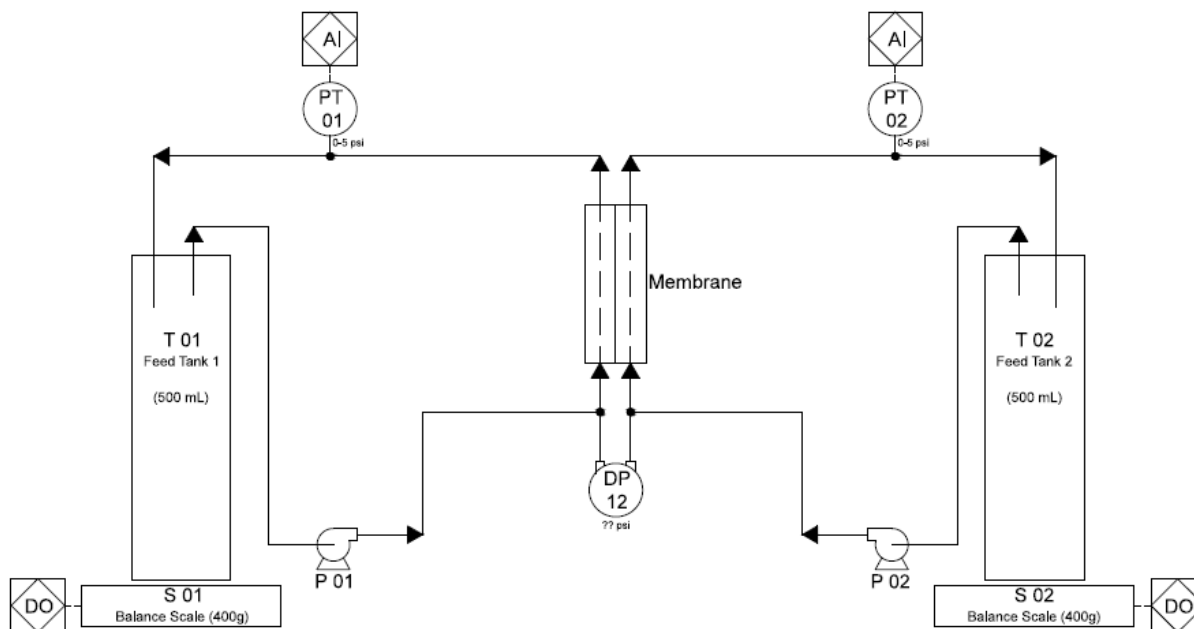 AI
AI
PT
01
0-5 psi
PT
02
0-5 psi
Membrane
T 01
Feed Tank 1
(500 mL)
T 02
Feed Tank 2
(500 mL)
DP
12
?? psi
P 01
P 02
DO
S 01
Balance Scale (400g)
S 02
Balance Scale (400g)
DO